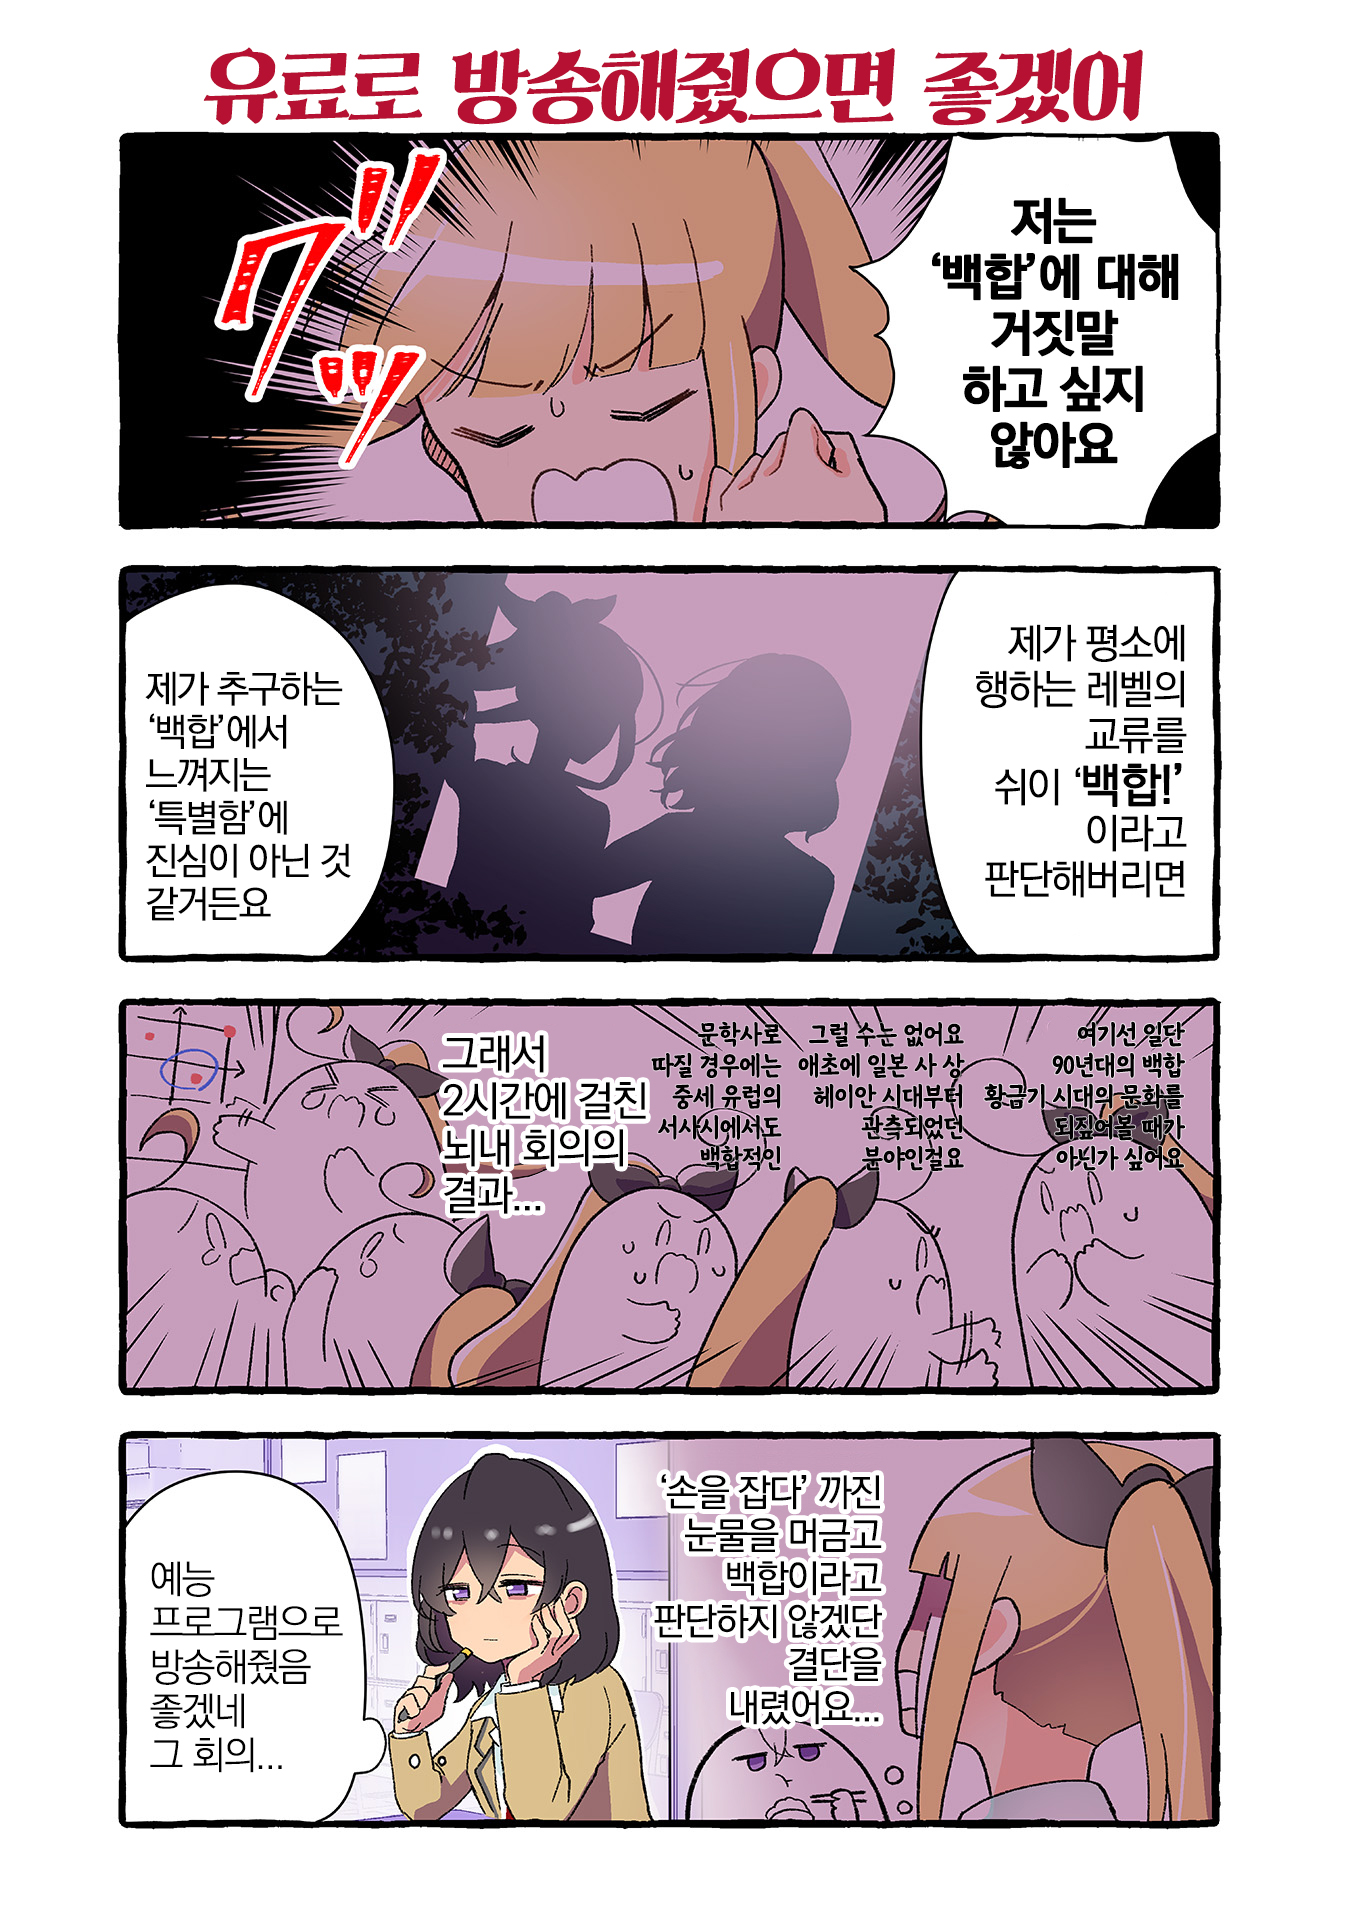 유료로 방송해줬으면 좋겠어
저는
‘백합’에 대해
거짓말
하고 싶지
않아요
グッ
제가 평소에
행하는 레벨의
교류를
쉬이 ‘백합!’
이라고
판단해버리면
제가 추구하는
‘백합’에서
느껴지는
‘특별함’에
진심이 아닌 것
같거든요
여기선 일단
90년대의 백합
황금기 시대의 문화를
되짚어볼 때가
아닌가 싶어요
그럴 수는 없어요
애초에 일본 사 상
헤이안 시대부터
관측되었던
분야인걸요
문학사로
따질 경우에는
중세 유럽의
서사시에서도
백합적인
그래서
2시간에 걸친
뇌내 회의의
결과...
‘손을 잡다’ 까진
눈물을 머금고
백합이라고
판단하지 않겠단
결단을
내렸어요...
예능
프로그램으로
방송해줬음
좋겠네
그 회의...